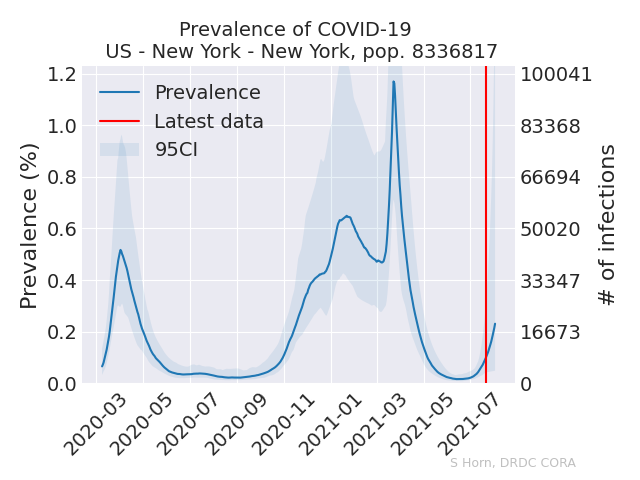 Prevalence of COVID-19
US - New York - New York, pop. 8336817
Prevalence
Latest data
95CI
Prevalence (%)
1.2
1.0
0.8
0.6
0.4
0.2
0.0
100041
83368
66694
50020
33347
16673
0
# of infections
2020-03
2020-05
2020-07
2020-09
2020-11
2021-01
2021-03
2021-05
2021-07
S Horn, DRDC CORA